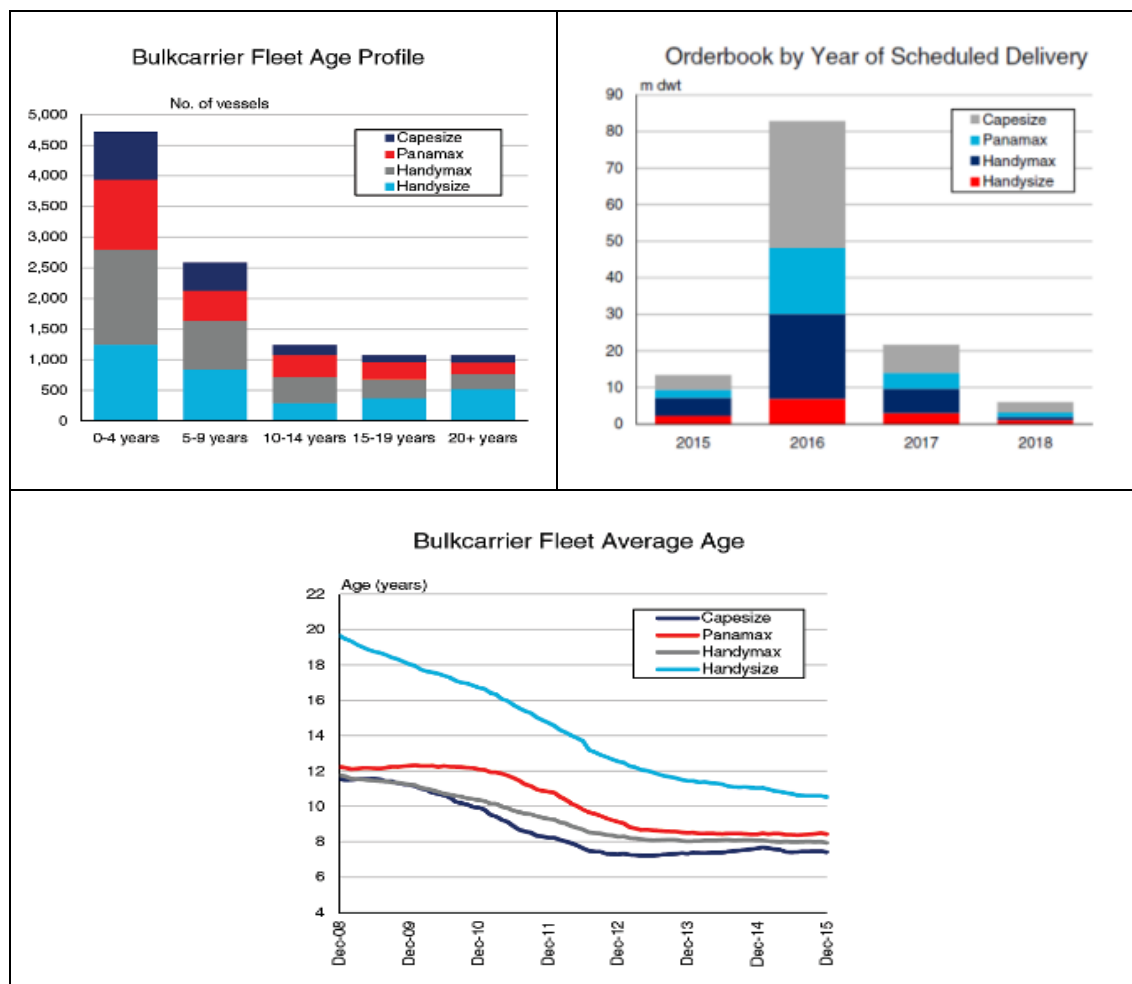 Bulkcarrier Fleet Age Profile
No. of vessels
5,000
4,500
4,000
3,500
3,000
2,500
2,000
1,500
1,000
500
0
Capesize
Panamax
Handymax
Handysize
0-4 years 5-9 years 10-14 years 15-19 years 20+ years
Orderbook by Year of Scheduled Delivery
m dwt
90
80
70
60
50
40
30
20
10
0
Capesize
Panamax
Handymax
Handysize
2015 2016 2017 2018
Bulkcarrier Fleet Average Age
Age (years)
22
20
18
16
14
12
10
8
6
4
Capesize
Panamax
Handymax
Handysize
Dec-08
Dec-09
Dec-10
Dec-11
Dec-12
Dec-13
Dec-14
Dec-15